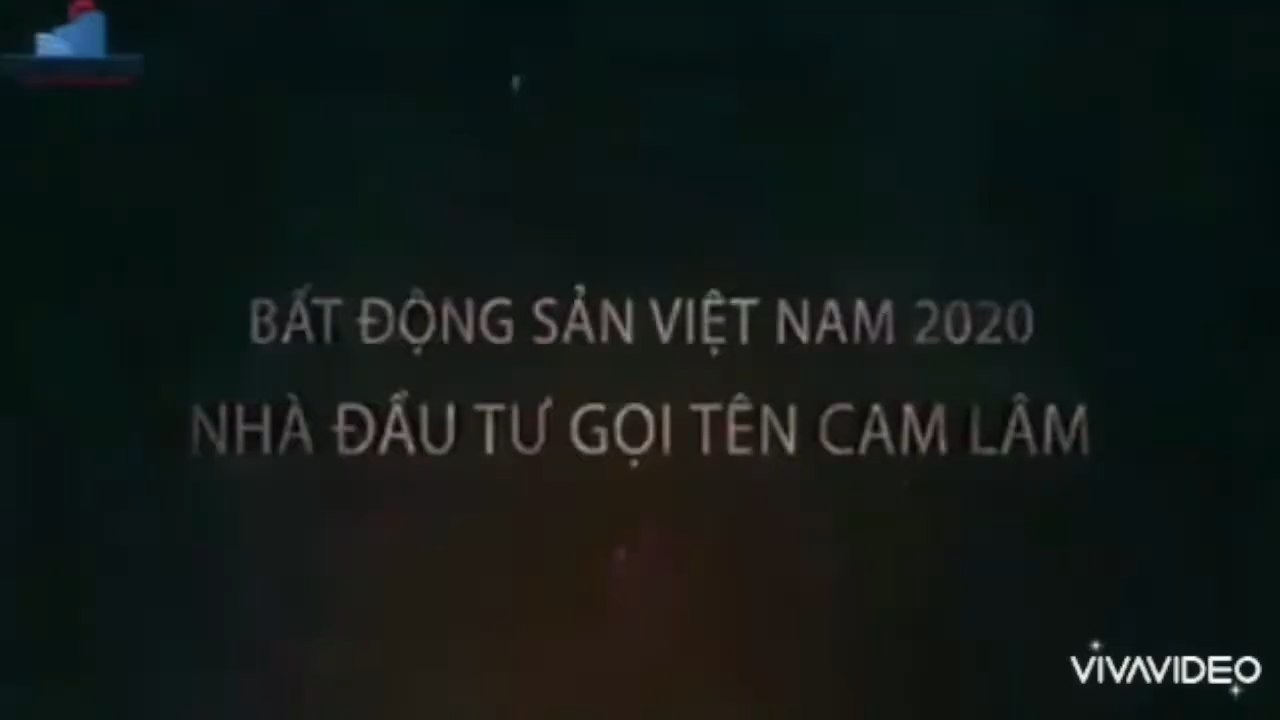 BẤT ĐỘNG SẢN VIỆT NAM 2020
NHÀ ĐẦU TƯ GỌI TÊN CAM LÂM
VIVAVIDEO